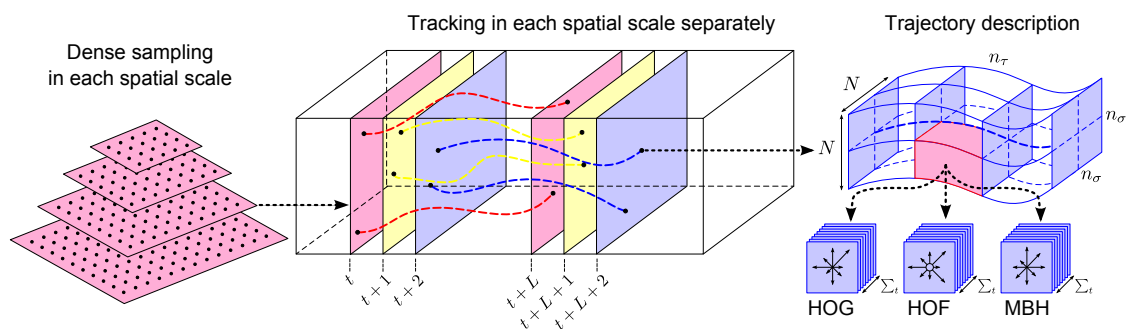 Dense sampling
in each spatial scale
Tracking in each spatial scale separately
t
t + 1
t + 2
t + L
t + L + 1
t + L + 2
Trajectory description
N
N
n_τ
n_σ
n_σ
Σ_t
Σ_t
Σ_t
HOG
HOF
MBH